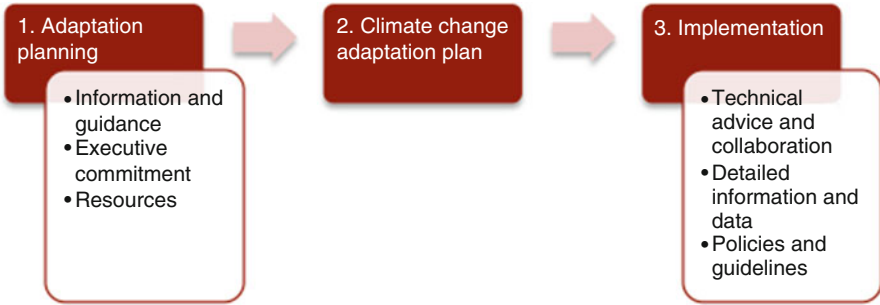 1. Adaptation
planning
• Information and
guidance
• Executive
commitment
• Resources
2. Climate change
adaptation plan
3. Implementation
• Technical
advice and
collaboration
• Detailed
information and
data
• Policies and
guidelines